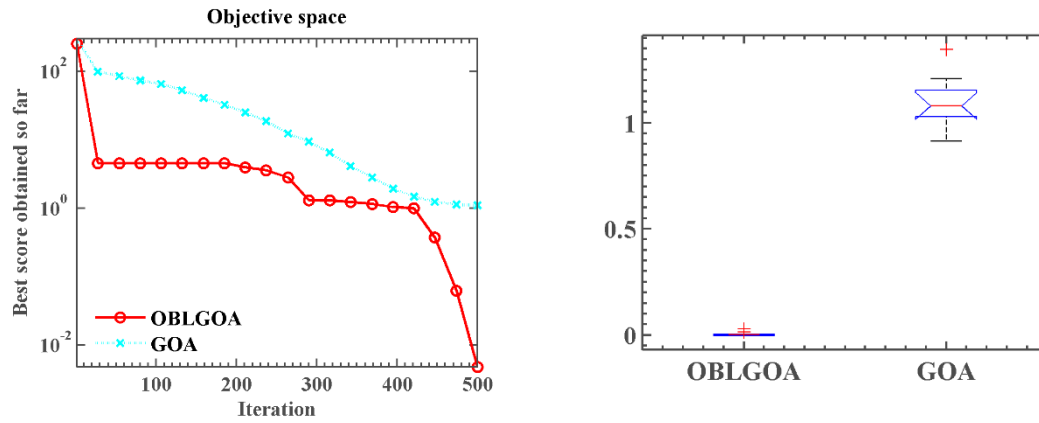 Objective space
Best score obtained so far
10^2
10^0
10^-2
OBLGOA
GOA
100
200
300
400
500
Iteration
1
0.5
0
OBLGOA
GOA